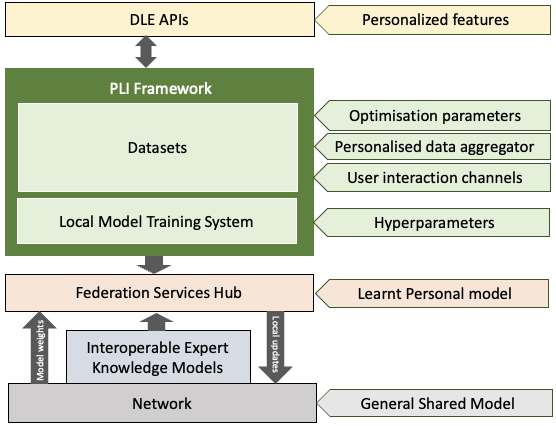 DLE APIs
Personalized features
PLI Framework
Datasets
Optimisation parameters
Personalised data aggregator
User interaction channels
Local Model Training System
Hyperparameters
Federation Services Hub
Learnt Personal model
Model weights
Interoperable Expert
Knowledge Models
Local updates
Network
General Shared Model